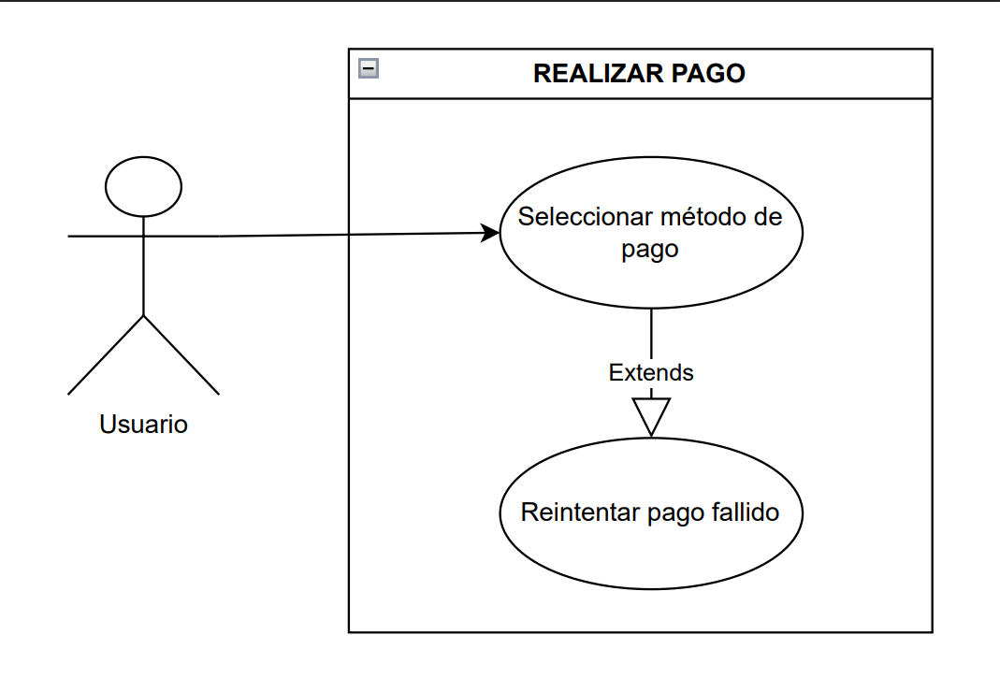 REALIZAR PAGO
Seleccionar método de
pago
Extends
Reintentar pago fallido
Usuario